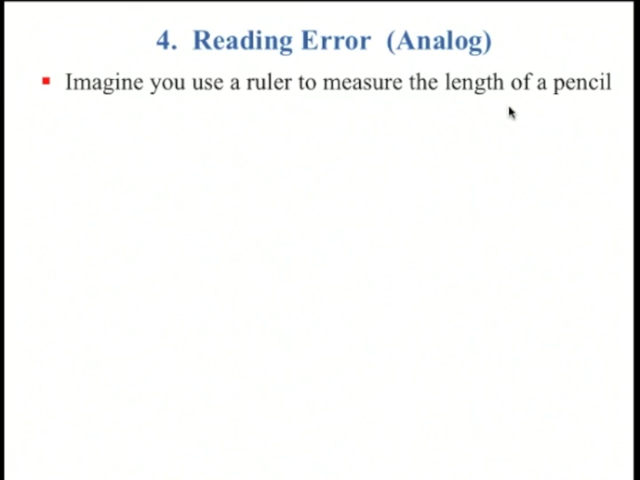 4. Reading Error (Analog)
Imagine you use a ruler to measure the length of a pencil